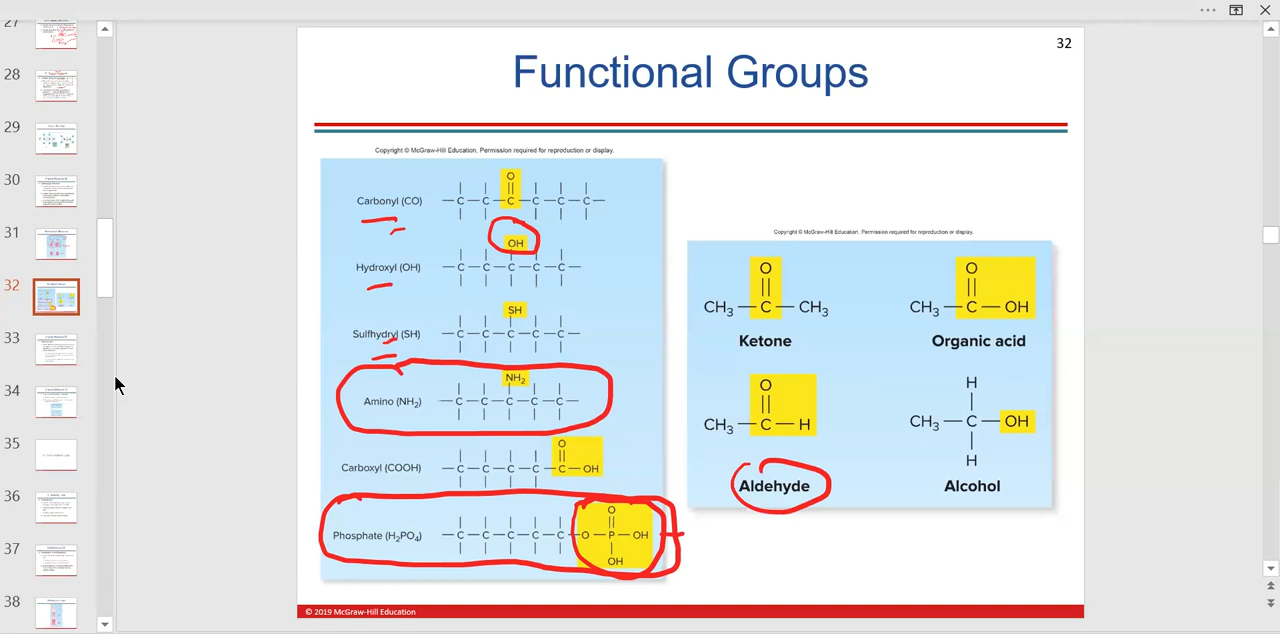 27
28
29
30
31
32
33
34
35
36
37
38
32
Functional Groups
Copyright © McGraw-Hill Education. Permission required for reproduction or display.
Carbonyl (CO)
O
C C C C C C
Hydroxyl (OH)
OH
C C C C C
Sulfhydryl (SH)
SH
C C C C C
Amino (NH₂)
NH₂
C C C C C
Carboxyl (COOH)
O
C C C C C OH
Phosphate (H₂PO₄)
O
C C C C C O P OH
OH
Copyright © McGraw-Hill Education. Permission required for reproduction or display.
O
CH₃ C CH₃
Ketone
O
CH₃ C OH
Organic acid
O
CH₃ C H
Aldehyde
H
CH₃ C OH
H
Alcohol
© 2019 McGraw-Hill Education